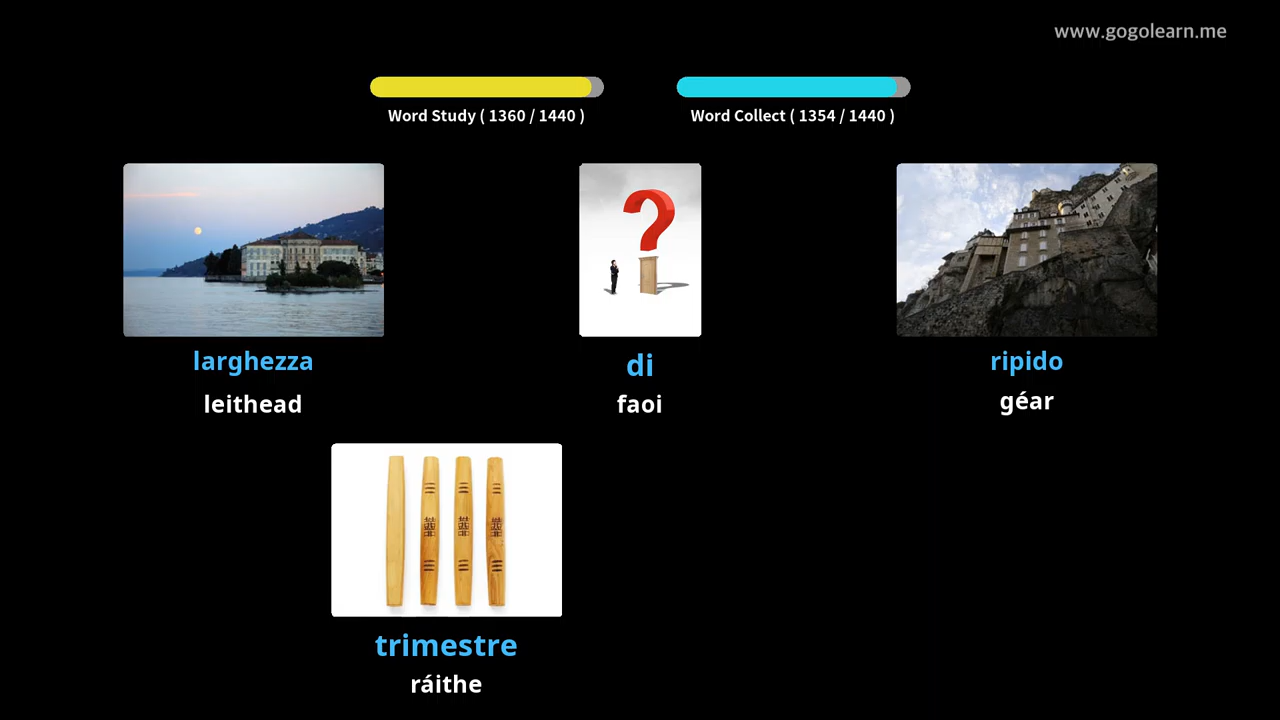 www.gogolearn.me
Word Study ( 1360 / 1440 )
Word Collect ( 1354 / 1440 )
larghezza
leithead
di
faoi
ripido
géar
trimestre
ráithe